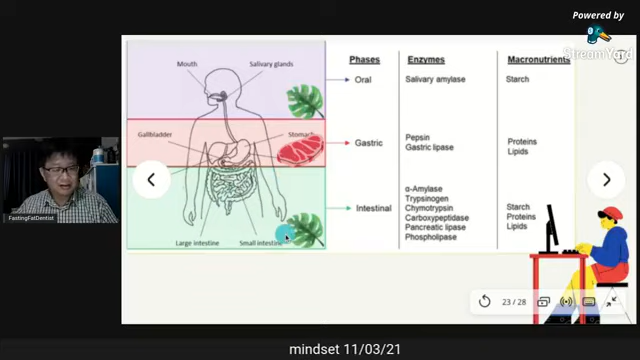 Powered by
StreamYard
Phases
Enzymes
Macronutrients
Mouth
Salivary glands
Oral
Salivary amylase
Starch
Gallbladder
Stomach
Gastric
Pepsin
Gastric lipase
Proteins
Lipids
Intestinal
α-Amylase
Trypsinogen
Chymotrypsin
Carboxypeptidase
Pancreatic lipase
Phospholipase
Starch
Proteins
Lipids
Large intestine
Small intestine
FastingFatDentist
23 / 28
mindset 11/03/21